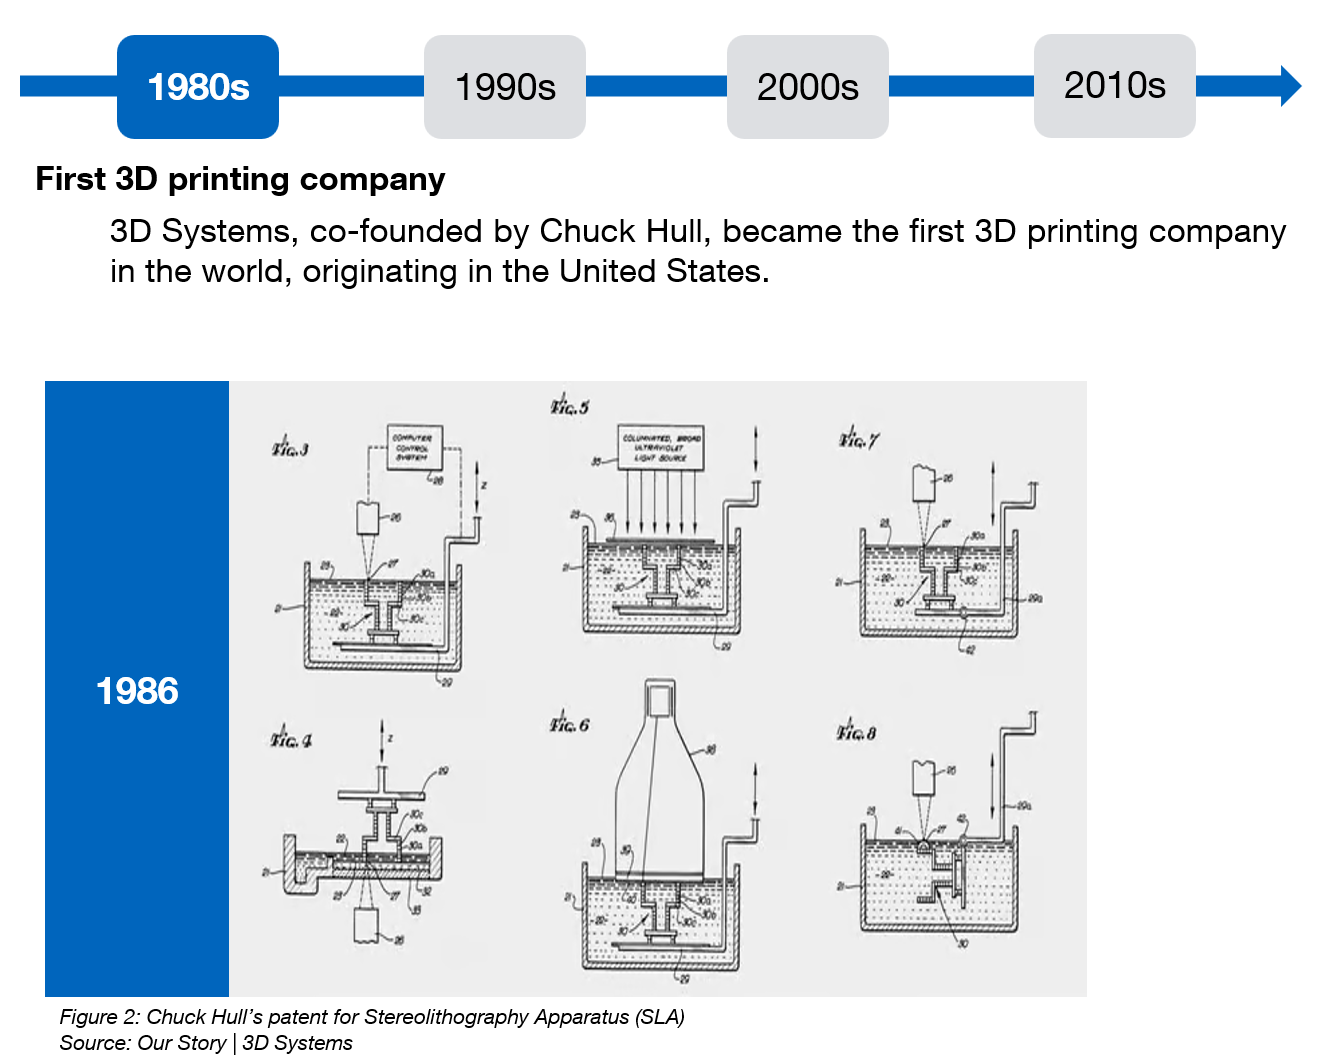 1980s
1990s
2000s
2010s
First 3D printing company
3D Systems, co-founded by Chuck Hull, became the first 3D printing company
in the world, originating in the United States.
1986
Fig. 3
COMPUTER
CONTROL
SYSTEM
28
Z
26
23
27
30a
30b
30c
21
22
30
29
Fig. 5
COLUMNATED, BROAD
ULTRAVIOLET
LIGHT SOURCE
35
23
36
30a
30b
30c
21
22
30
29
Fig. 7
26
23
27
30a
30b
30c
21
22
30
29a
42
Fig. 4
Z
29
30c
30b
30a
22
21
23
27
32
33
26
Fig. 6
38
23
39
40
21
30a
30b
30c
22
30
29
Fig. 8
26
29a
23
41
27
42
22
21
30
Figure 2: Chuck Hull's patent for Stereolithography Apparatus (SLA)
Source: Our Story | 3D Systems